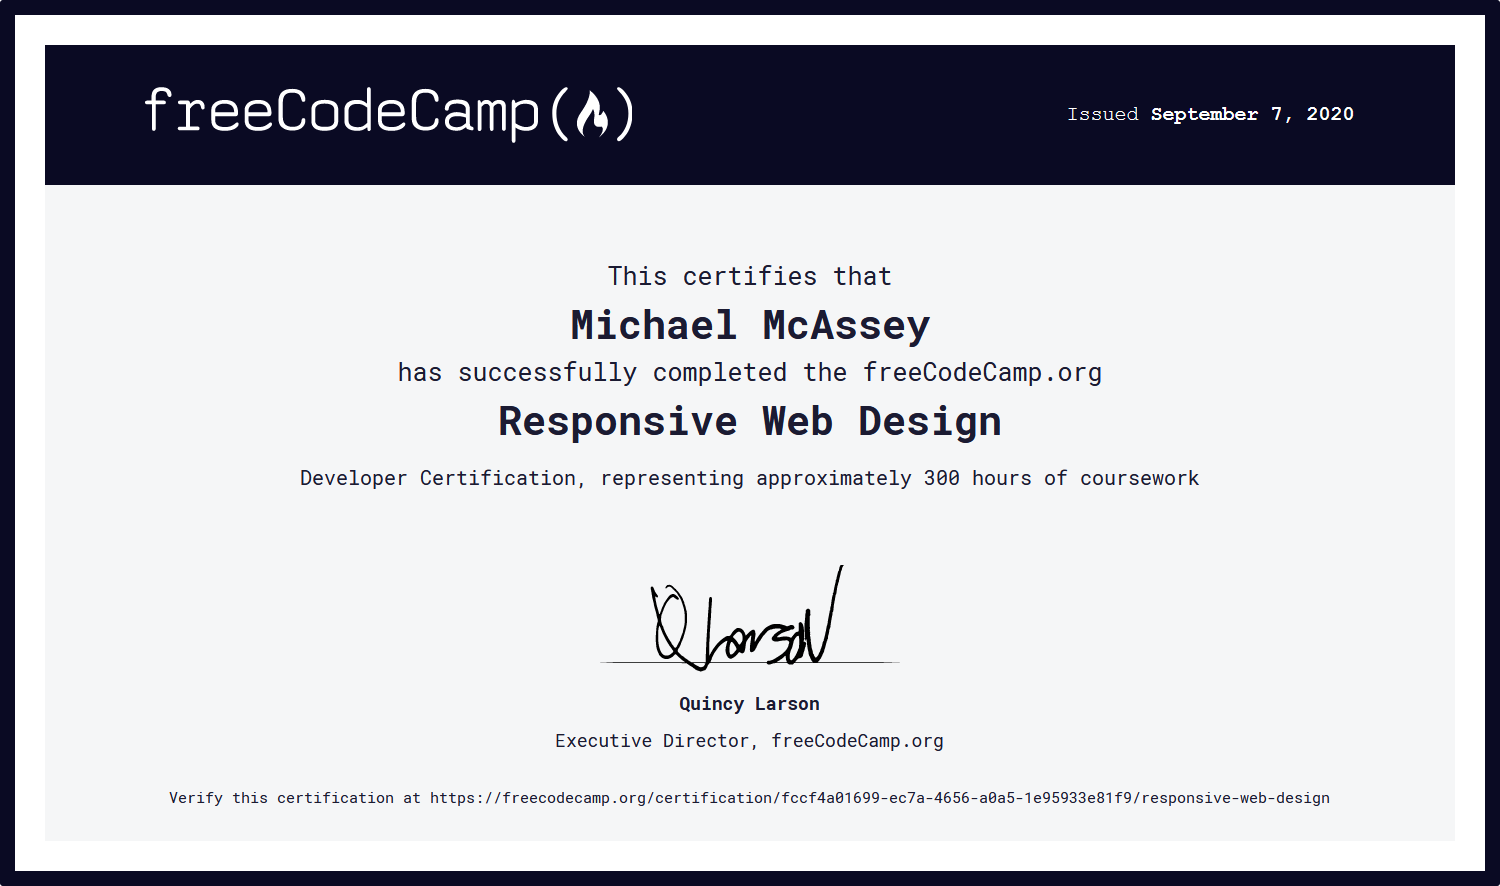 freeCodeCamp(🔥)
Issued September 7, 2020
This certifies that
Michael McAssey
has successfully completed the freeCodeCamp.org
Responsive Web Design
Developer Certification, representing approximately 300 hours of coursework
Q Larson
Quincy Larson
Executive Director, freeCodeCamp.org
Verify this certification at https://freecodecamp.org/certification/fccf4a01699-ec7a-4656-a0a5-1e95933e81f9/responsive-web-design